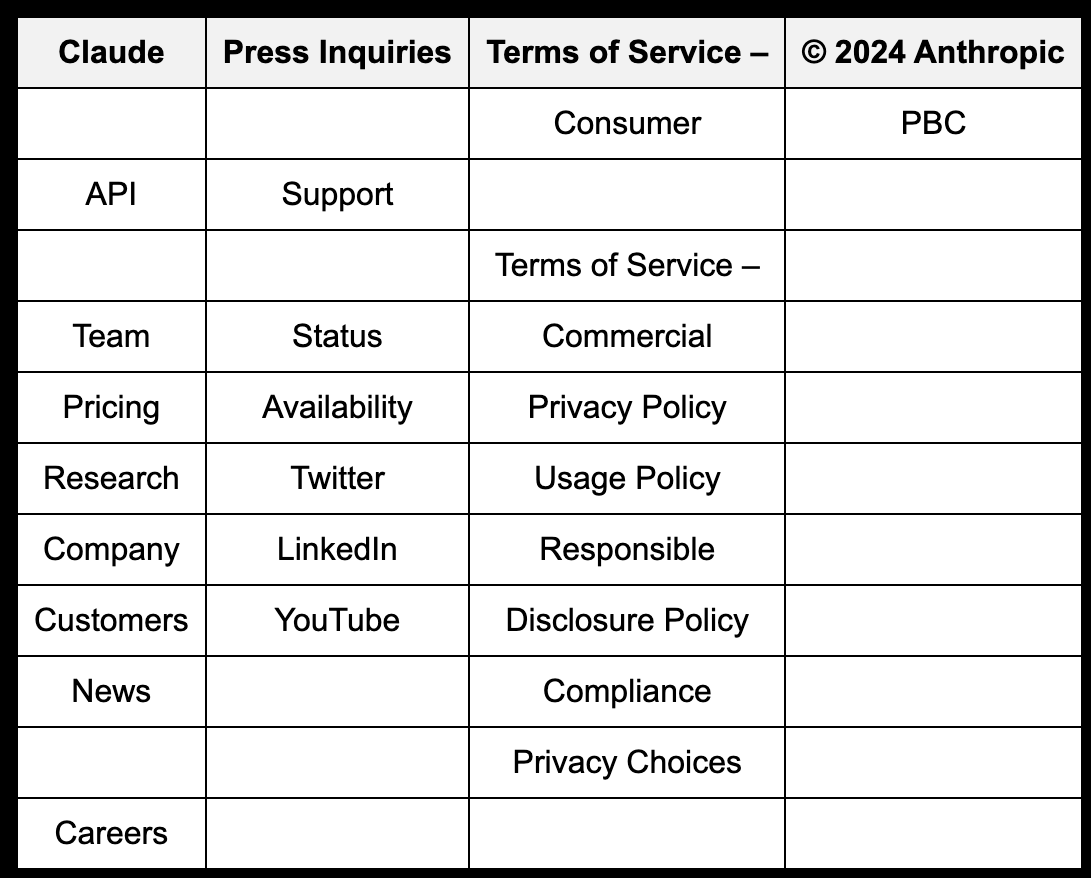 Claude Press Inquiries Terms of Service – © 2024 Anthropic
Consumer PBC
API Support
Terms of Service –
Team Status Commercial
Pricing Availability Privacy Policy
Research Twitter Usage Policy
Company LinkedIn Responsible
Customers YouTube Disclosure Policy
News Compliance
Privacy Choices
Careers